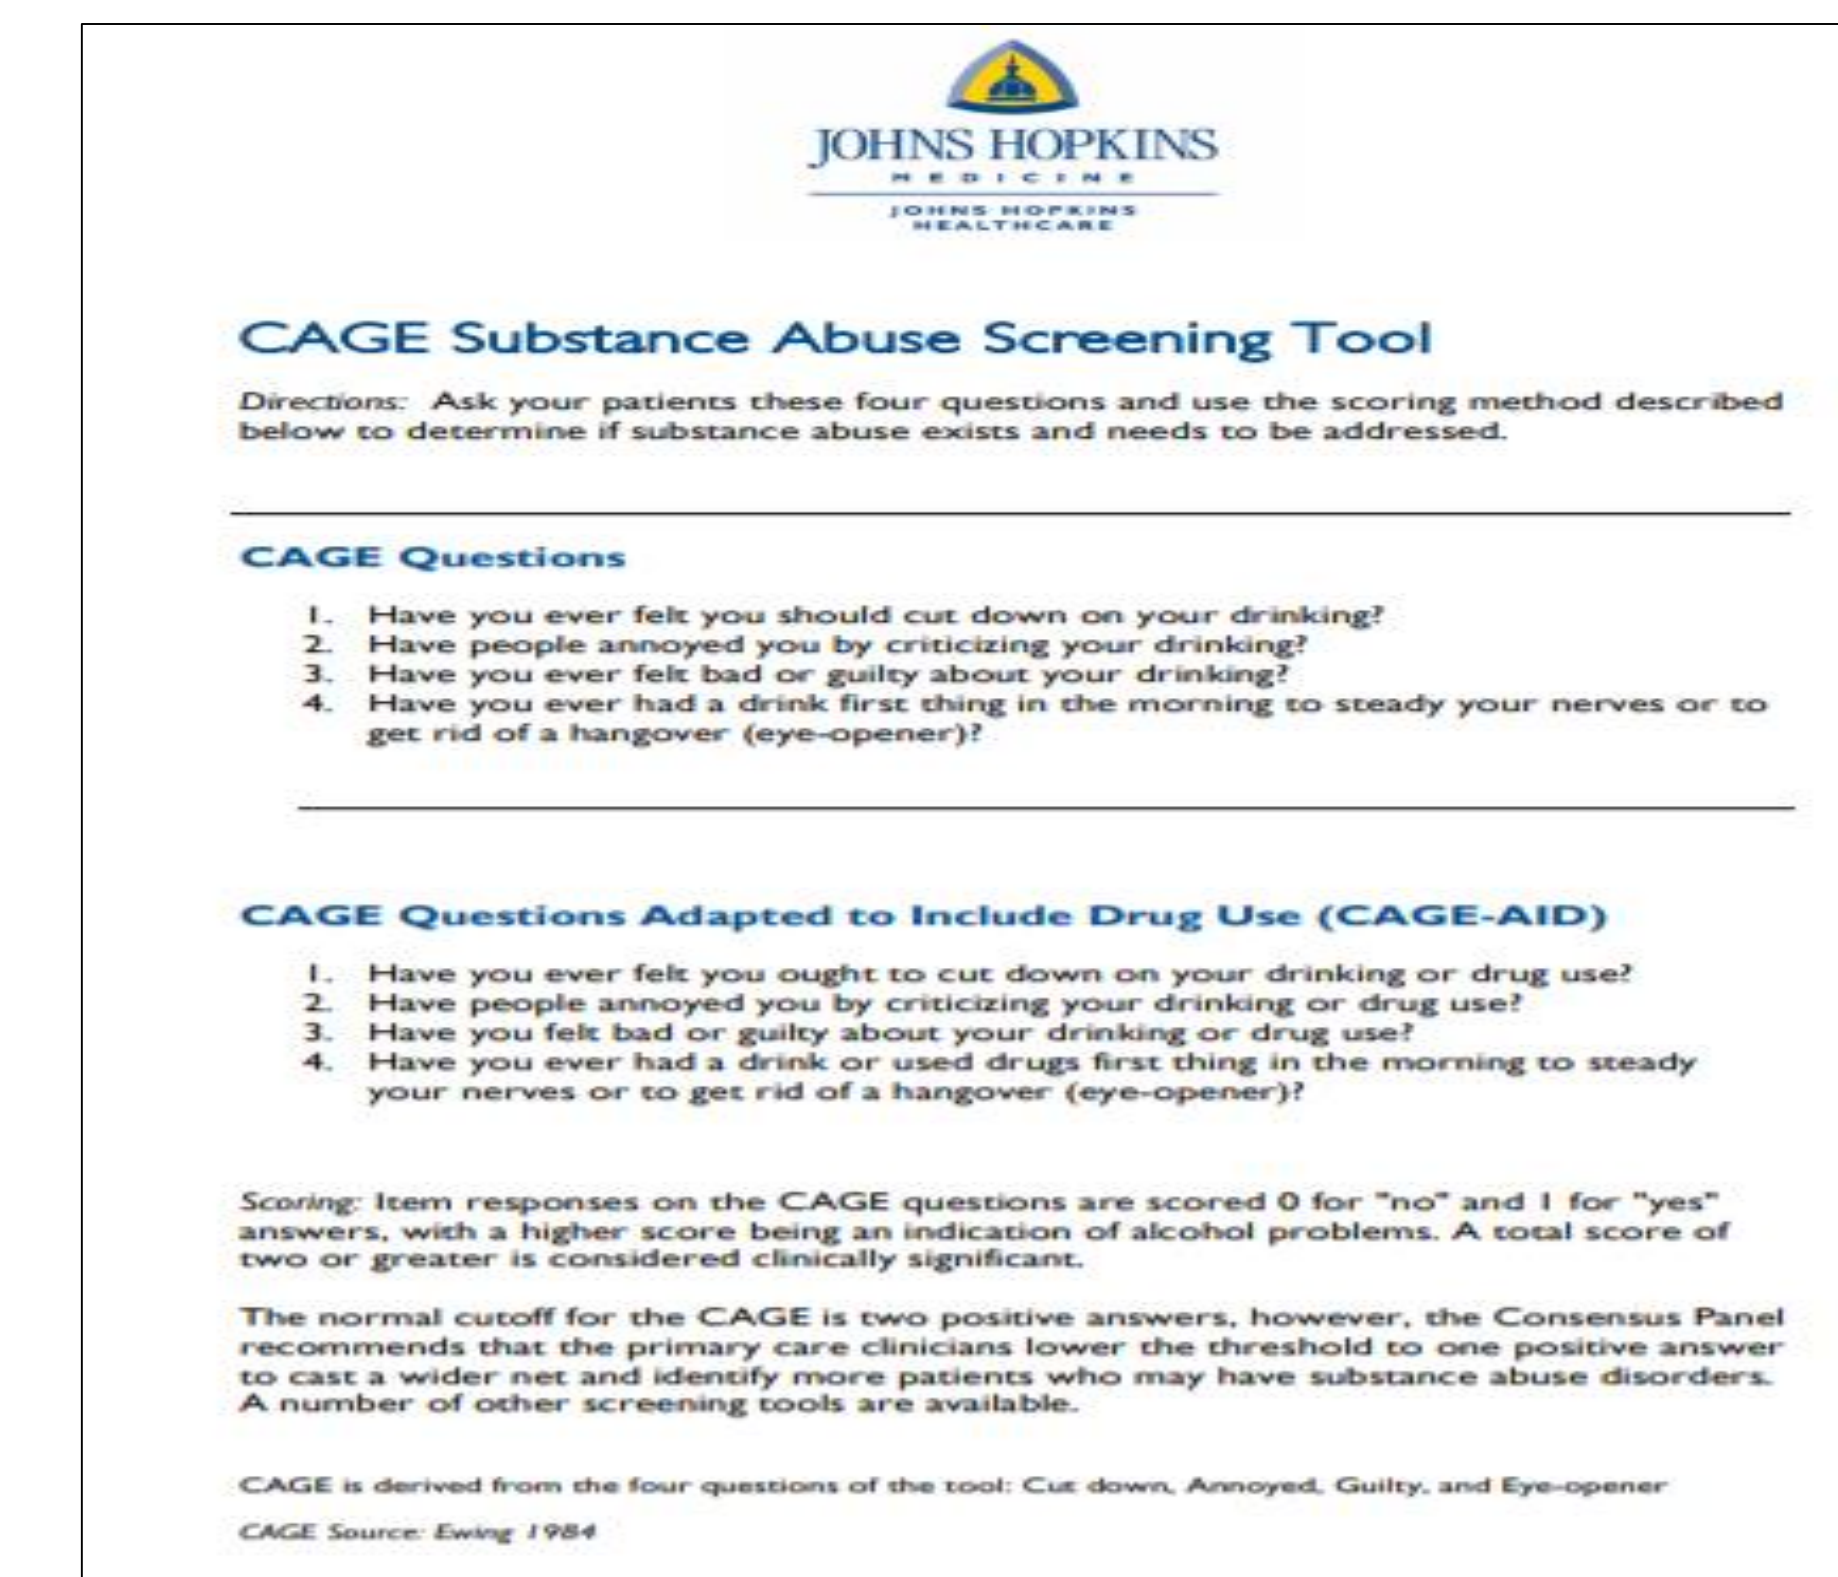 JOHNS HOPKINS
MEDICINE
JOHNS HOPKINS
HEALTHCARE
CAGE Substance Abuse Screening Tool
Directions: Ask your patients these four questions and use the scoring method described
below to determine if substance abuse exists and needs to be addressed.
CAGE Questions
1. Have you ever felt you should cut down on your drinking?
2. Have people annoyed you by criticizing your drinking?
3. Have you ever felt bad or guilty about your drinking?
4. Have you ever had a drink first thing in the morning to steady your nerves or to
get rid of a hangover (eye-opener)?
CAGE Questions Adapted to Include Drug Use (CAGE-AID)
1. Have you ever felt you ought to cut down on your drinking or drug use?
2. Have people annoyed you by criticizing your drinking or drug use?
3. Have you felt bad or guilty about your drinking or drug use?
4. Have you ever had a drink or used drugs first thing in the morning to steady
your nerves or to get rid of a hangover (eye-opener)?
Scoring: Item responses on the CAGE questions are scored 0 for "no" and 1 for "yes"
answers, with a higher score being an indication of alcohol problems. A total score of
two or greater is considered clinically significant.
The normal cutoff for the CAGE is two positive answers, however, the Consensus Panel
recommends that the primary care clinicians lower the threshold to one positive answer
to cast a wider net and identify more patients who may have substance abuse disorders.
A number of other screening tools are available.
CAGE is derived from the four questions of the tool: Cut down, Annoyed, Guilty, and Eye-opener
CAGE Source: Ewing 1984